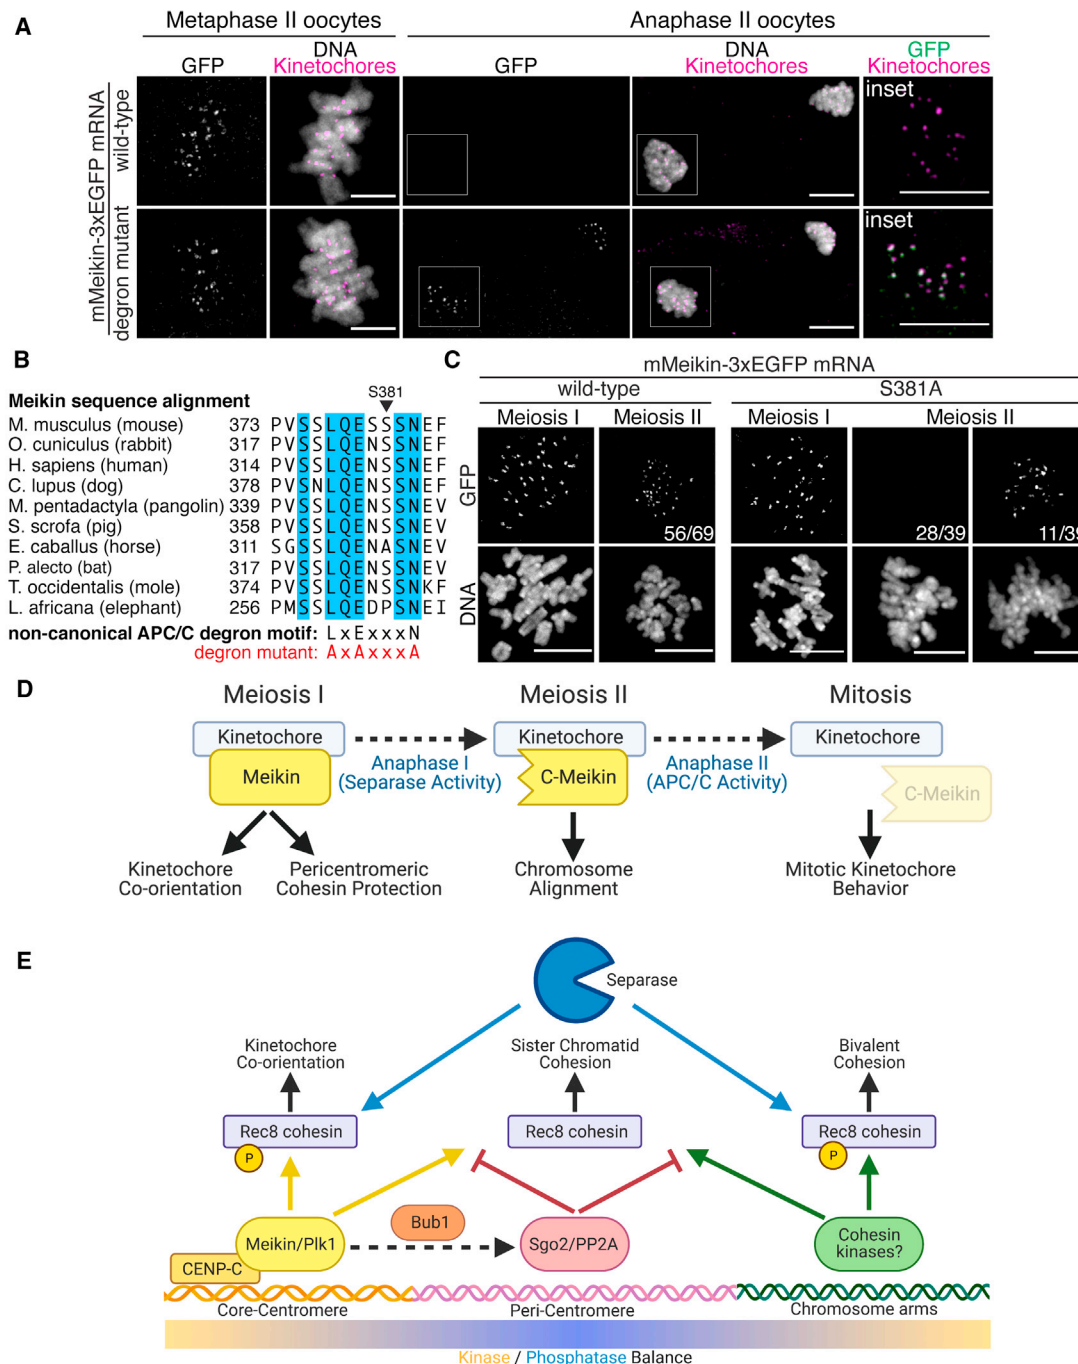 A
Metaphase II oocytes
Anaphase II oocytes
GFP
DNA
Kinetochores
GFP
DNA
Kinetochores
GFP
Kinetochores
mMeikin-3xEGFP mRNA
wild-type
degron mutant
inset
inset
B
S381
Meikin sequence alignment
M. musculus (mouse) 373 PVSSLQESSSNEF
O. cuniculus (rabbit) 317 PVSSLQENSSNEF
H. sapiens (human) 314 PVSSLQENSSNEF
C. lupus (dog) 378 PVSNLQENSSNEF
M. pentadactyla (pangolin) 339 PVSSLQENSSNEV
S. scrofa (pig) 358 PVSSLQENSSNEV
E. caballus (horse) 311 SGSSLQENASNEV
P. alecto (bat) 317 PVSSLQENSSNEV
T. occidentalis (mole) 374 PVSSLQENSSNKF
L. africana (elephant) 256 PMSSLQEDPSNEI
non-canonical APC/C degron motif: LxExxxN
degron mutant: AxAxxxA
C
mMeikin-3xEGFP mRNA
wild-type
S381A
Meiosis I
Meiosis II
Meiosis I
Meiosis II
GFP
56/69
28/39
11/39
DNA
D
Meiosis I
Meiosis II
Mitosis
Kinetochore
Kinetochore
Kinetochore
Meikin
Anaphase I
(Separase Activity)
C-Meikin
Anaphase II
(APC/C Activity)
C-Meikin
Kinetochore
Co-orientation
Pericentromeric
Cohesin Protection
Chromosome
Alignment
Mitotic Kinetochore
Behavior
E
Separase
Kinetochore
Co-orientation
Sister Chromatid
Cohesion
Bivalent
Cohesion
Rec8 cohesin
Rec8 cohesin
Rec8 cohesin
P
P
Bub1
Meikin/Plk1
Sgo2/PP2A
Cohesin
kinases?
CENP-C
Core-Centromere
Peri-Centromere
Chromosome arms
Kinase / Phosphatase Balance